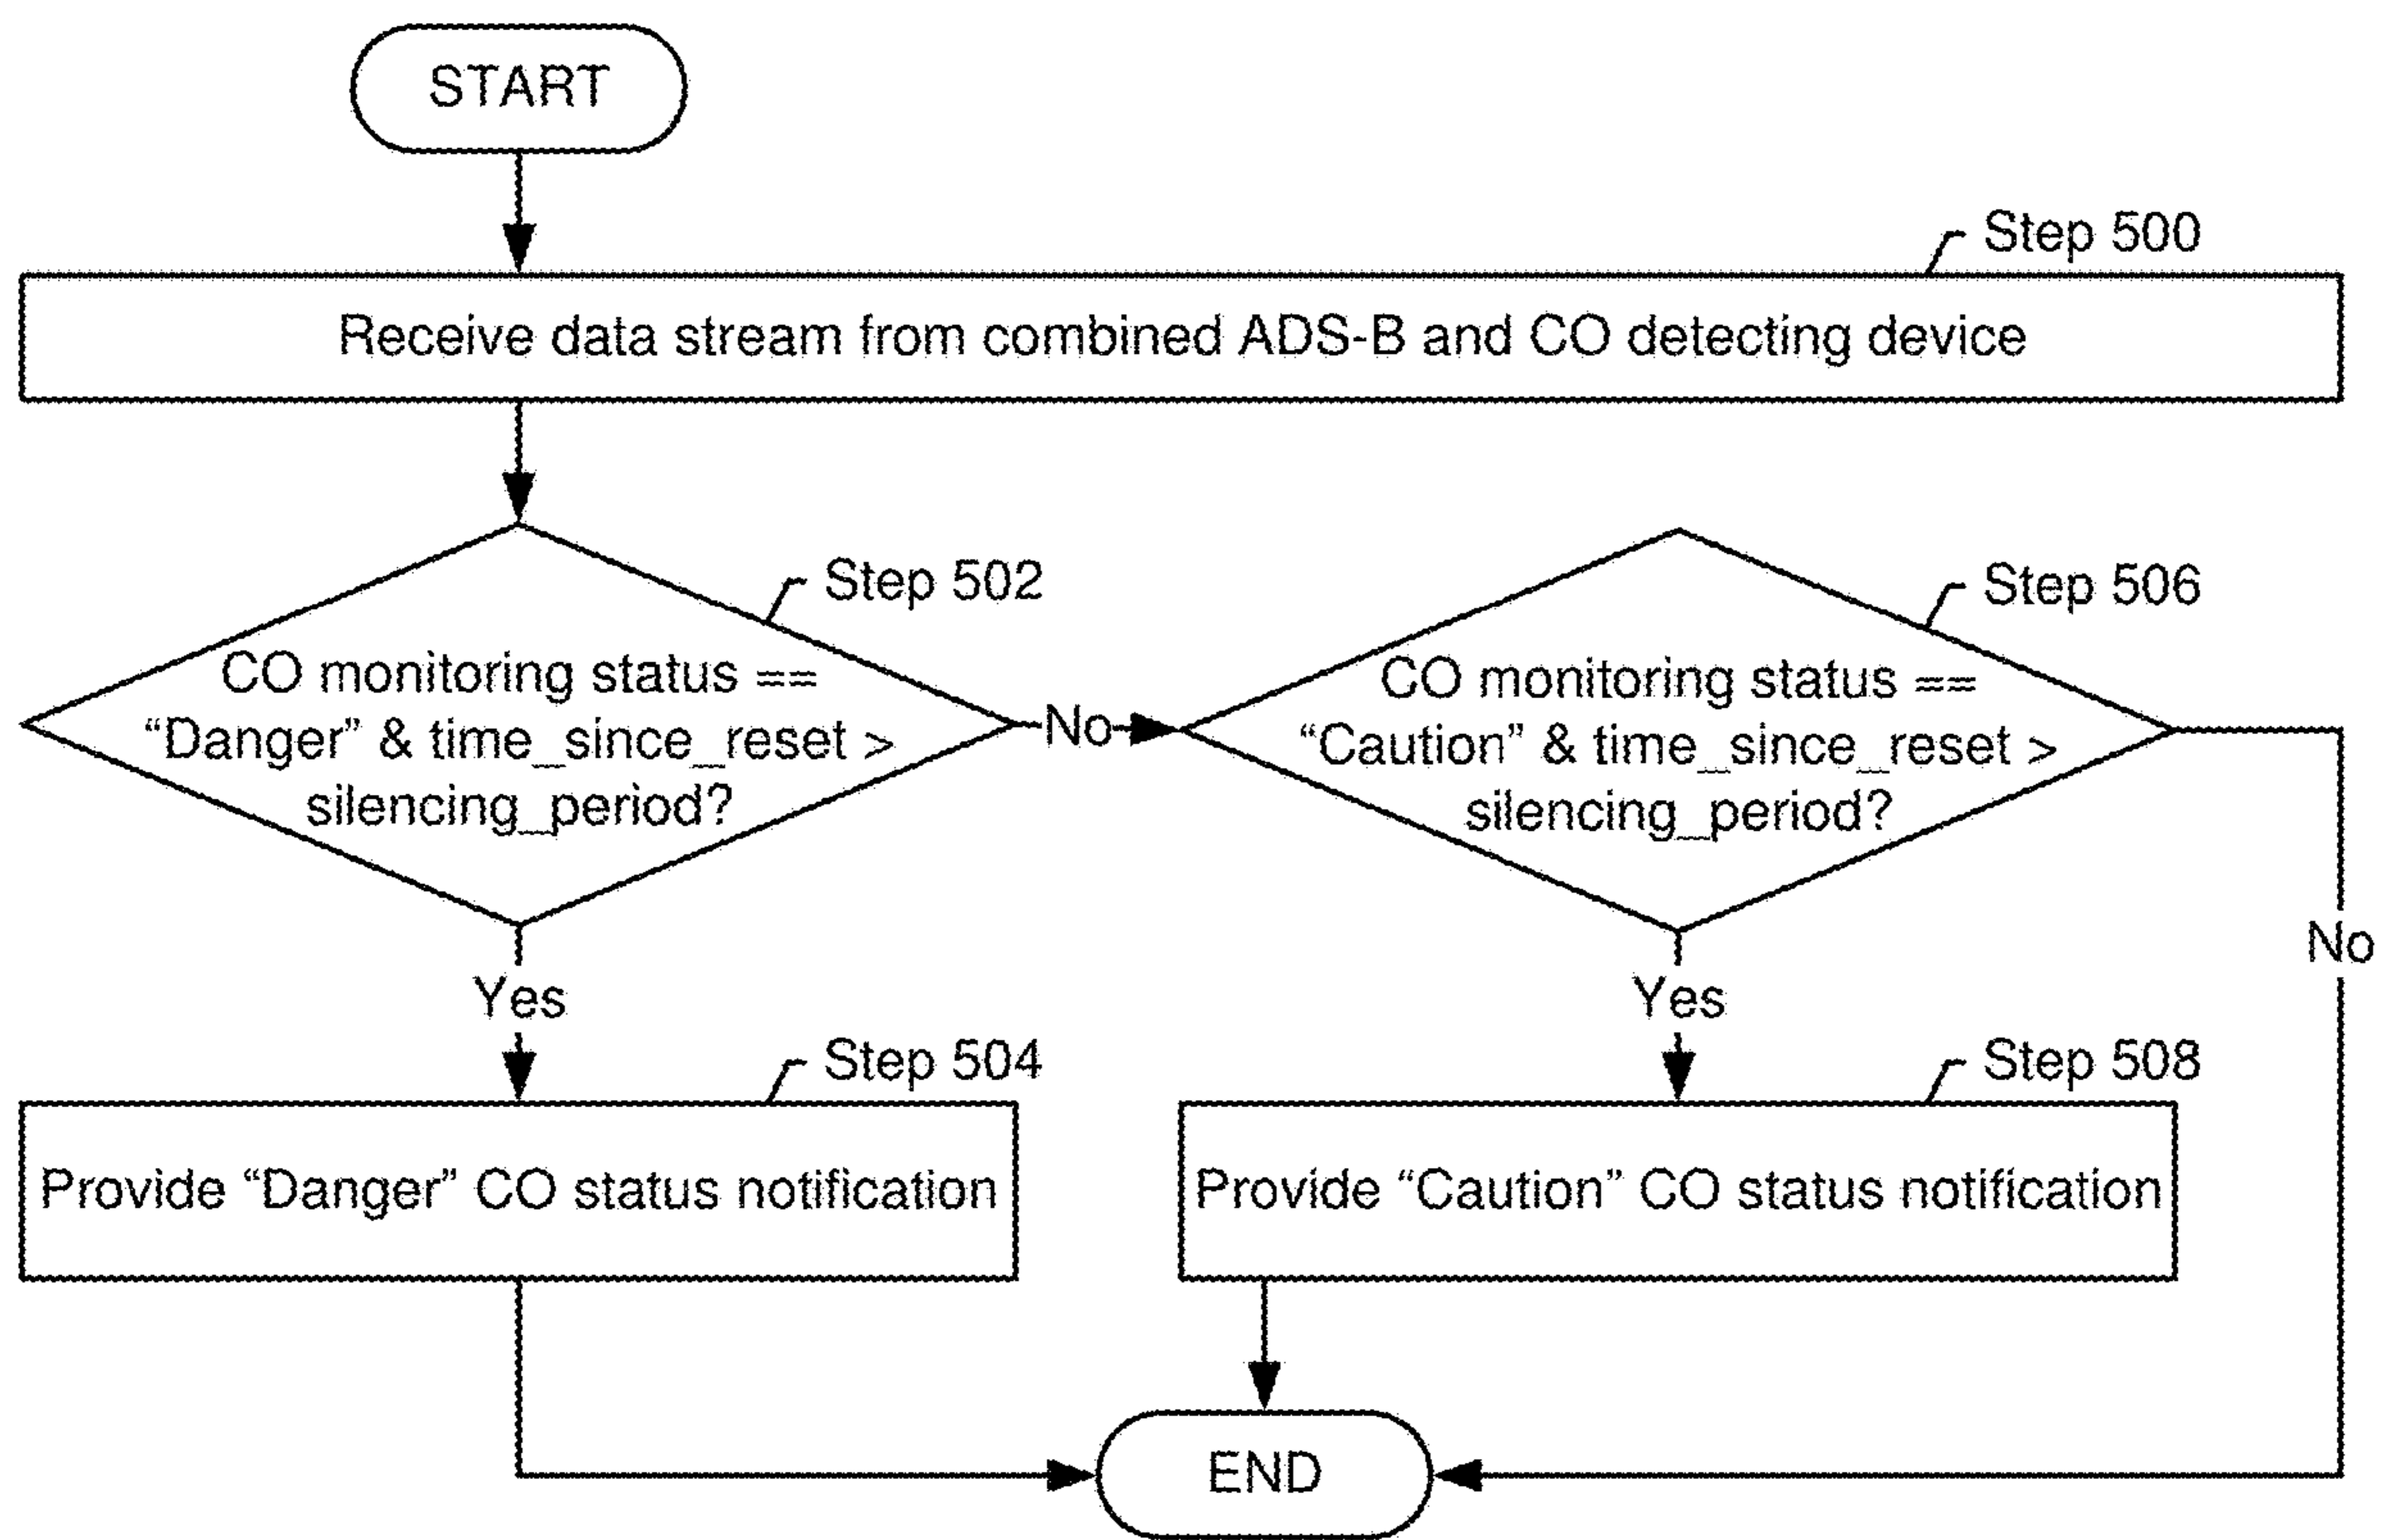 START
Step 500
Receive data stream from combined ADS-B and CO detecting device
Step 502
CO monitoring status ==
“Danger” & time_since_reset >
silencing_period?
No
Step 506
CO monitoring status ==
“Caution” & time_since_reset >
silencing_period?
No
Yes
Yes
Step 504
Provide “Danger” CO status notification
Step 508
Provide “Caution” CO status notification
END